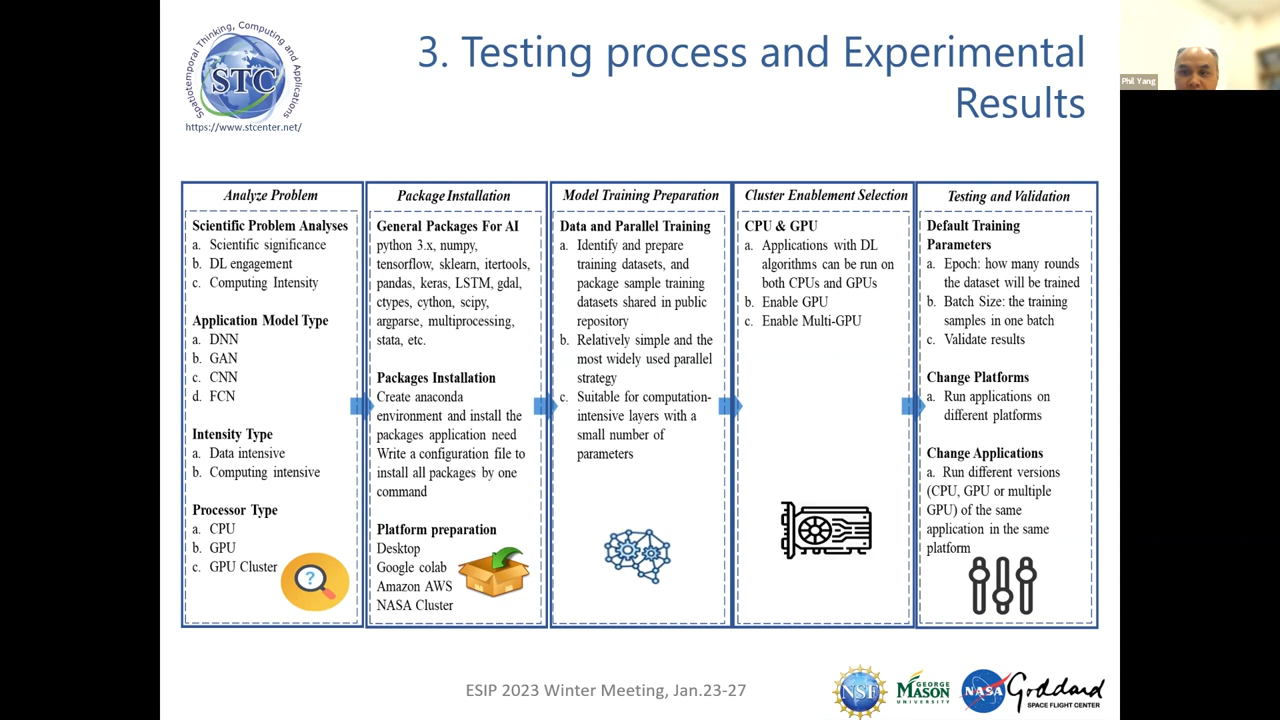 Spatiotemporal Thinking, Computing and Applications
STC
https://www.stcenter.net/
3. Testing process and Experimental
Results
Phil Yang
Analyze Problem
Scientific Problem Analyses
a. Scientific significance
b. DL engagement
c. Computing Intensity
Application Model Type
a. DNN
b. GAN
c. CNN
d. FCN
Intensity Type
a. Data intensive
b. Computing intensive
Processor Type
a. CPU
b. GPU
c. GPU Cluster
?
Package Installation
General Packages For AI
python 3.x, numpy,
tensorflow, sklearn, itertools,
pandas, keras, LSTM, gdal,
ctypes, cython, scipy,
argparse, multiprocessing,
stata, etc.
Packages Installation
Create anaconda
environment and install the
packages application need
Write a configuration file to
install all packages by one
command
Platform preparation
Desktop
Google colab
Amazon AWS
NASA Cluster
Model Training Preparation
Data and Parallel Training
a. Identify and prepare
training datasets, and
package sample training
datasets shared in public
repository
b. Relatively simple and the
most widely used parallel
strategy
c. Suitable for computation-
intensive layers with a
small number of
parameters
Cluster Enablement Selection
CPU & GPU
a. Applications with DL
algorithms can be run on
both CPUs and GPUs
b. Enable GPU
c. Enable Multi-GPU
Testing and Validation
Default Training
Parameters
a. Epoch: how many rounds
the dataset will be trained
b. Batch Size: the training
samples in one batch
c. Validate results
Change Platforms
a. Run applications on
different platforms
Change Applications
a. Run different versions
(CPU, GPU or multiple
GPU) of the same
application in the same
platform
ESIP 2023 Winter Meeting, Jan.23-27
NSF
GEORGE
MASON
UNIVERSITY
NASA
Goddard
SPACE FLIGHT CENTER